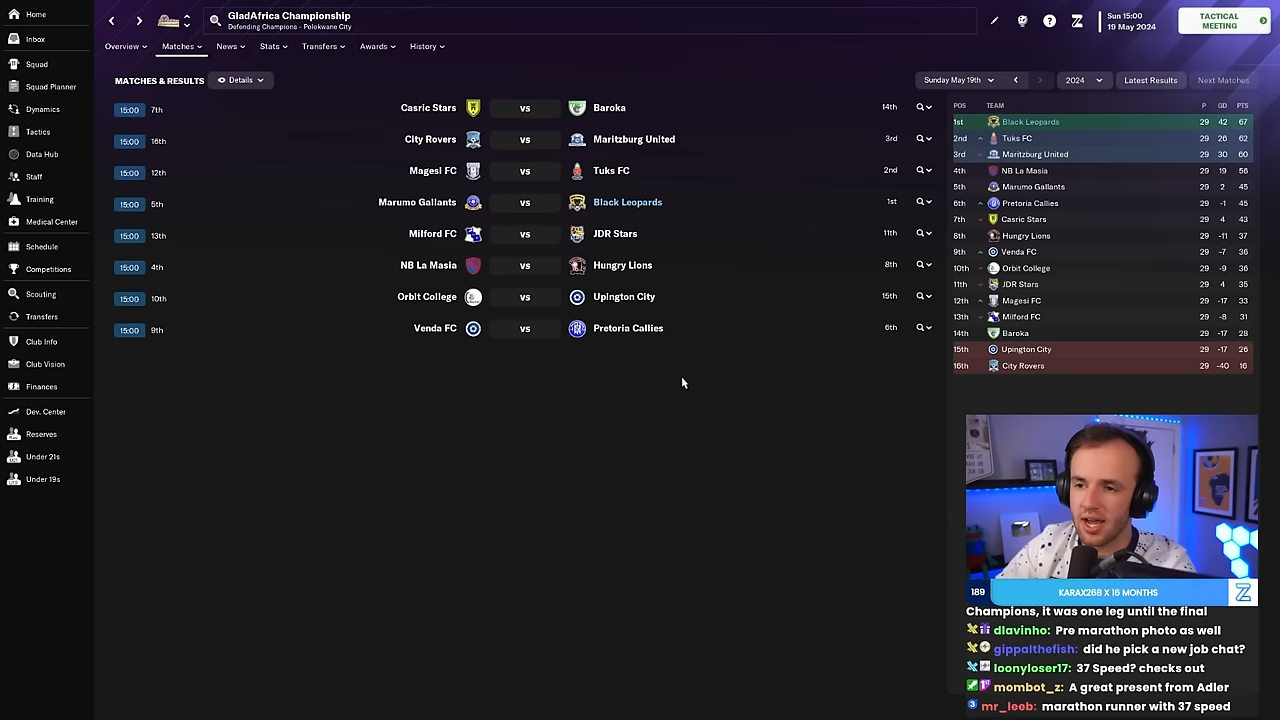 Home
Inbox
Squad
Squad Planner
Dynamics
Tactics
Data Hub
Staff
Training
Medical Center
Schedule
Competitions
Scouting
Transfers
Club Info
Club Vision
Finances
Dev. Center
Reserves
Under 21s
Under 19s
GladAfrica Championship
Defending Champions - Polokwane City
Sun 15:00
19 May 2024
TACTICAL
MEETING
Overview Matches News Stats Transfers Awards History
MATCHES & RESULTS Details Sunday May 19th 2024 Latest Results Next Matches
15:00 7th Casric Stars vs Baroka 14th
15:00 16th City Rovers vs Maritzburg United 3rd
15:00 12th Magesi FC vs Tuks FC 2nd
15:00 5th Marumo Gallants vs Black Leopards 1st
15:00 13th Milford FC vs JDR Stars 11th
15:00 4th NB La Masia vs Hungry Lions 8th
15:00 10th Orbit College vs Upington City 15th
15:00 9th Venda FC vs Pretoria Callies 6th
POS TEAM P GD PTS
1st Black Leopards 29 42 67
2nd Tuks FC 29 26 62
3rd Maritzburg United 29 30 60
4th NB La Masia 29 19 56
5th Marumo Gallants 29 2 45
6th Pretoria Callies 29 -1 45
7th Casric Stars 29 4 43
8th Hungry Lions 29 -11 37
9th Venda FC 29 -7 36
10th Orbit College 29 -9 36
11th JDR Stars 29 4 35
12th Magesi FC 29 -17 33
13th Milford FC 29 -8 31
14th Baroka 29 -17 28
15th Upington City 29 -17 26
16th City Rovers 29 -40 16
189 KARAX268 X 16 MONTHS Z
Champions, it was one leg until the final
dlavinho: Pre marathon photo as well
gippalthefish: did he pick a new job chat?
loonyloser17: 37 Speed? checks out
mombot_z: A great present from Adler
mr_leeb: marathon runner with 37 speed